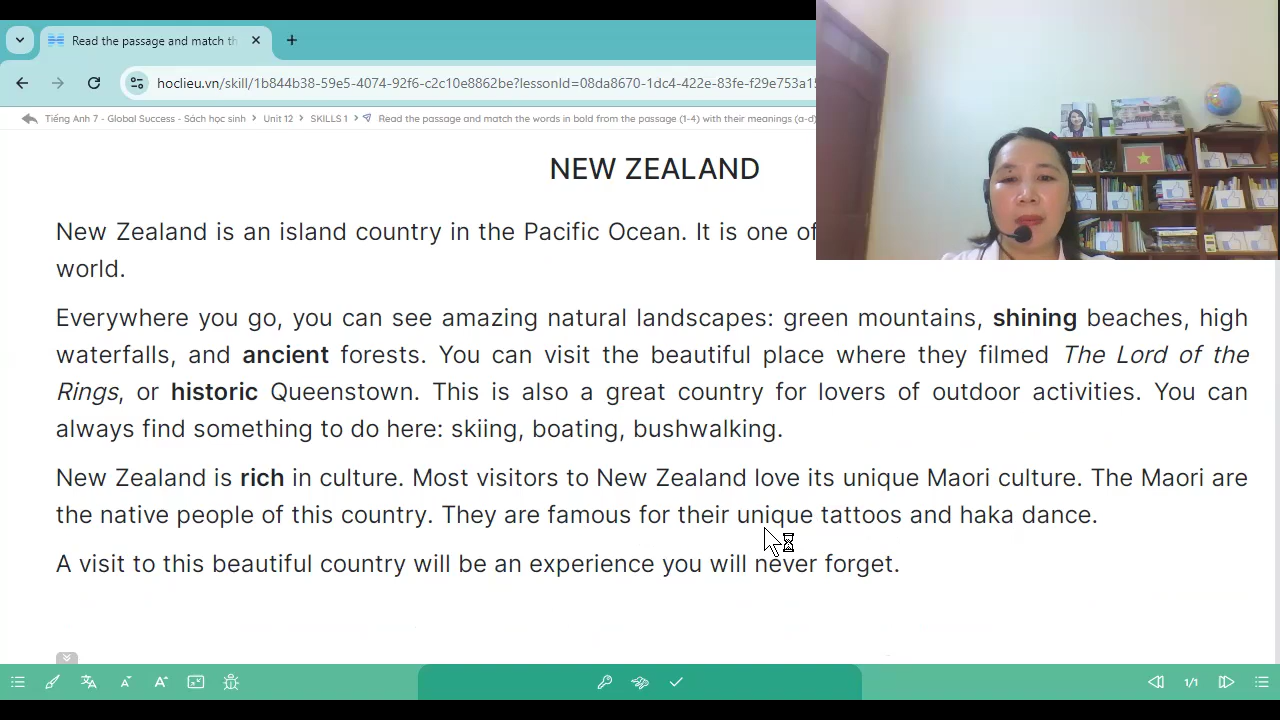 Read the passage and match th
hoclieu.vn/skill/1b844b38-59e5-4074-92f6-c2c10e8862be?lessonId=08da8670-1dc4-422e-83fe-f29e753a15
Tiếng Anh 7 - Global Success - Sách học sinh > Unit 12 > SKILLS 1 > Read the passage and match the words in bold from the passage (1-4) with their meanings (a-d)
NEW ZEALAND
New Zealand is an island country in the Pacific Ocean. It is one of
world.
Everywhere you go, you can see amazing natural landscapes: green mountains, shining beaches, high
waterfalls, and ancient forests. You can visit the beautiful place where they filmed The Lord of the
Rings, or historic Queenstown. This is also a great country for lovers of outdoor activities. You can
always find something to do here: skiing, boating, bushwalking.
New Zealand is rich in culture. Most visitors to New Zealand love its unique Maori culture. The Maori are
the native people of this country. They are famous for their unique tattoos and haka dance.
A visit to this beautiful country will be an experience you will never forget.
1/1